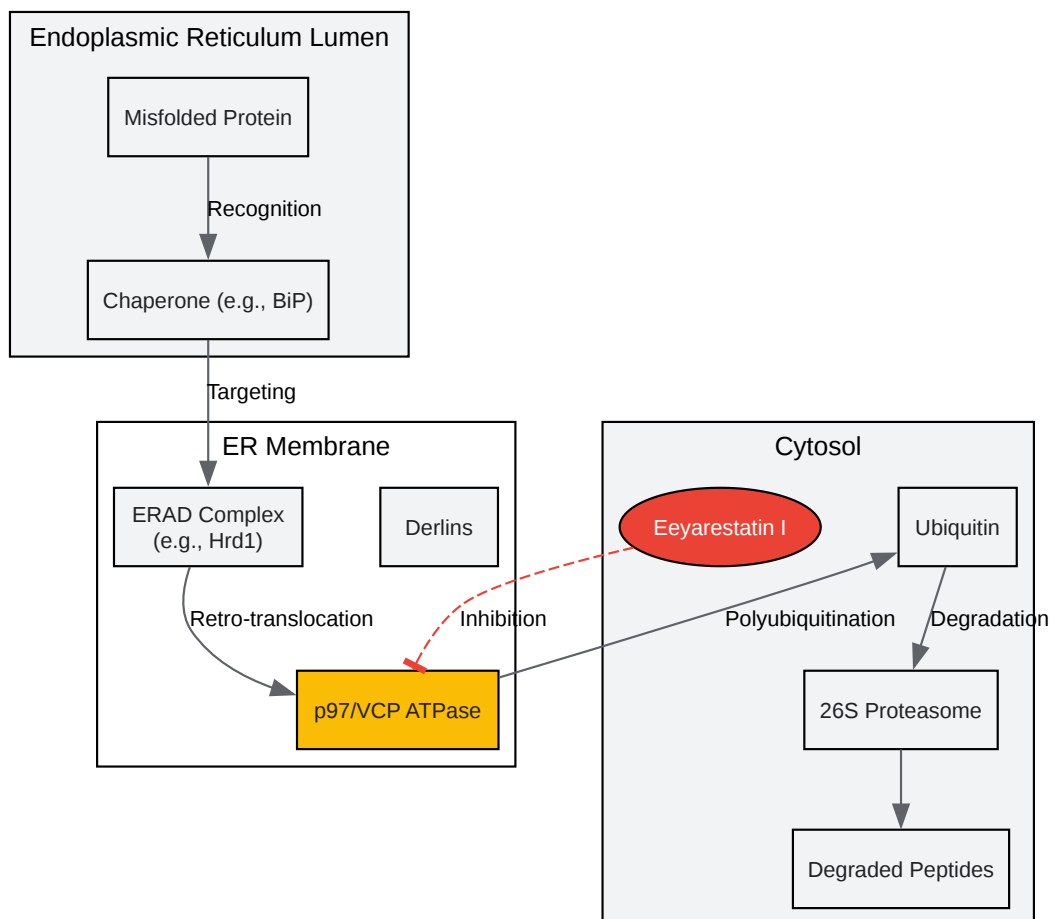 Endoplasmic Reticulum Lumen
Misfolded Protein
Recognition
Chaperone (e.g., BiP)
Targeting
ER Membrane
ERAD Complex
(e.g., Hrd1)
Derlins
Retro-translocation
Inhibition
p97/VCP ATPase
Cytosol
Eeyarestatin I
Ubiquitin
Polyubiquitination
Degradation
26S Proteasome
Degraded Peptides